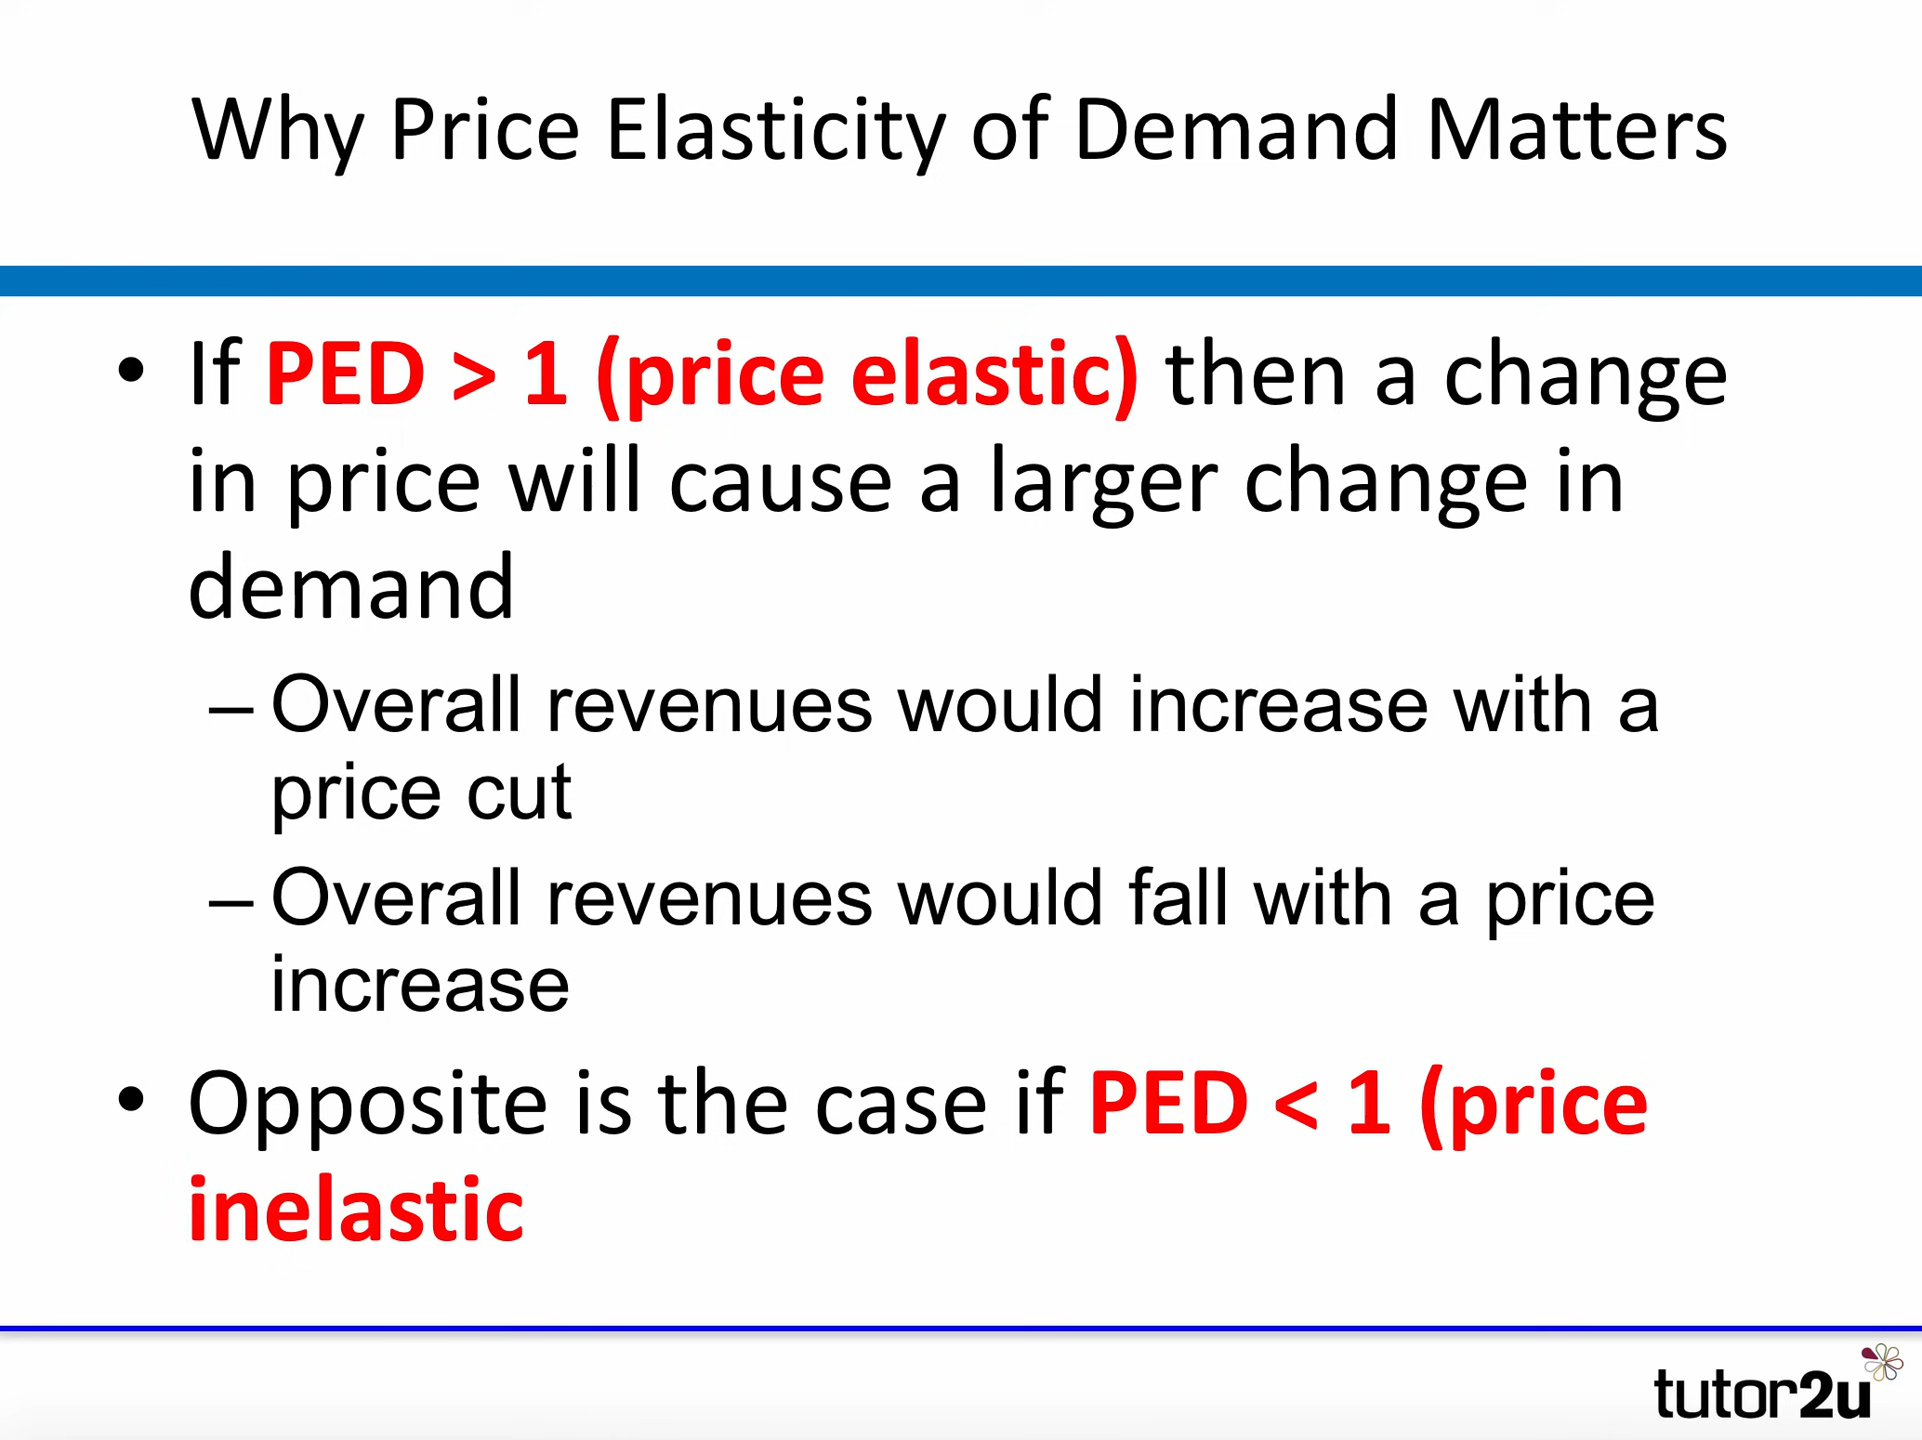 Why Price Elasticity of Demand Matters
• If PED > 1 (price elastic) then a change
in price will cause a larger change in
demand
– Overall revenues would increase with a
price cut
– Overall revenues would fall with a price
increase
• Opposite is the case if PED < 1 (price
inelastic
tutor2u